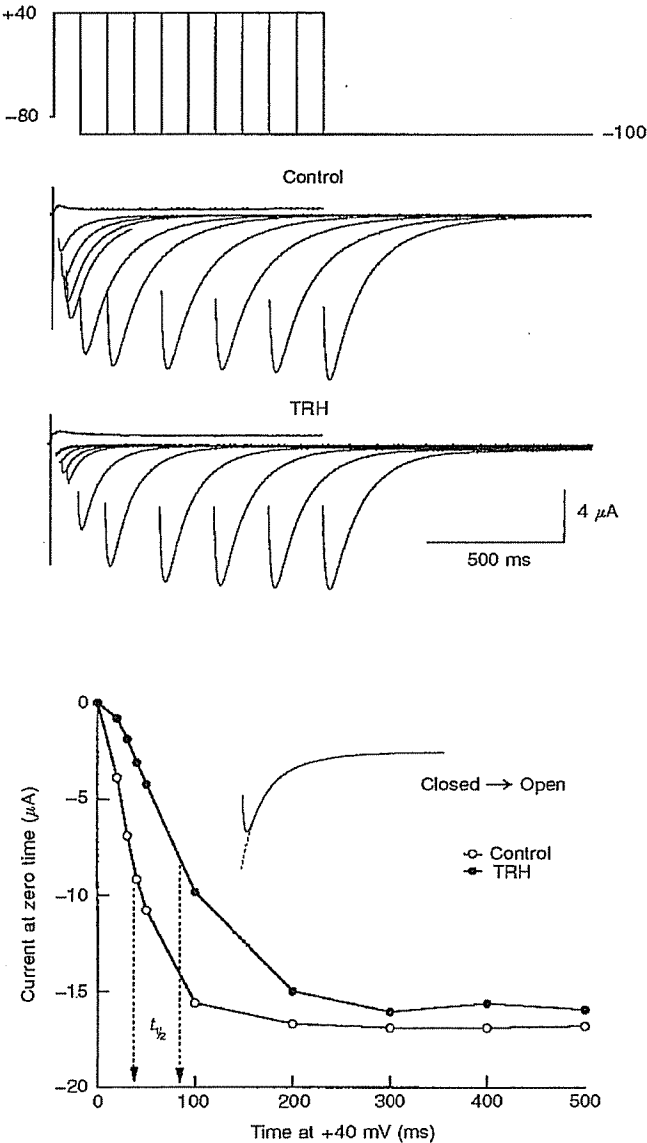 +40
−80
−100
Control
TRH
4 μA
500 ms
0
−5
−10
−15
−20
Current at zero time (μA)
Closed → Open
Control
TRH
t½
0 100 200 300 400 500
Time at +40 mV (ms)